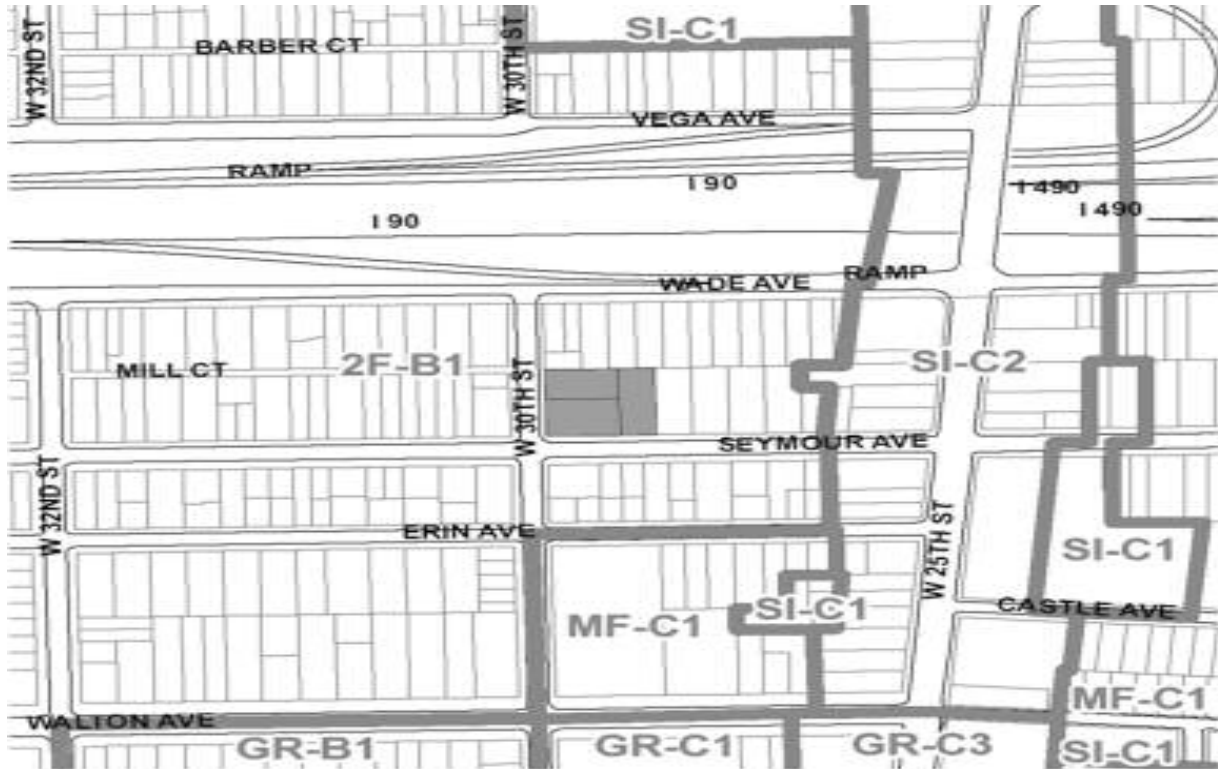 SI-C1
BARBER CT
W 32ND ST
W 30TH ST
VEGA AVE
RAMP
I 90
I 490
I 490
I 90
RAMP
WADE AVE
MILL CT
2F-B1
W 30TH ST
SI-C2
SEYMOUR AVE
W 32ND ST
ERIN AVE
W 25TH ST
SI-C1
MF-C1
SI-C1
CASTLE AVE
MF-C1
WALTON AVE
GR-B1
GR-C1
GR-C3
SI-C1